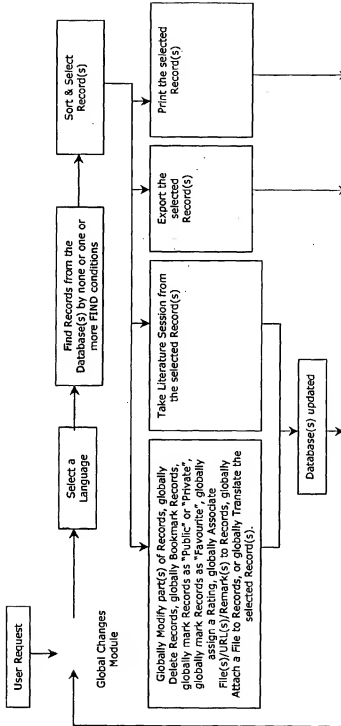 User Request
Global Changes
Module
Select a
Language
Find Records from the
Database(s) by none or one or
more FIND conditions
Sort & Select
Record(s)
Globally Modify part(s) of Records, globally
Delete Records, globally Bookmark Records,
globally mark Records as "Public" or "Private",
globally mark Records as "Favourite", globally
assign a Rating, globally Associate
File(s)/URL(s)/Remark(s) to Records, globally
Attach a File to Records, or globally Translate the
selected Record(s).
Take Literature Session from
the selected Record(s)
Export the
selected
Record(s)
Print the selected
Record(s)
Database(s) updated